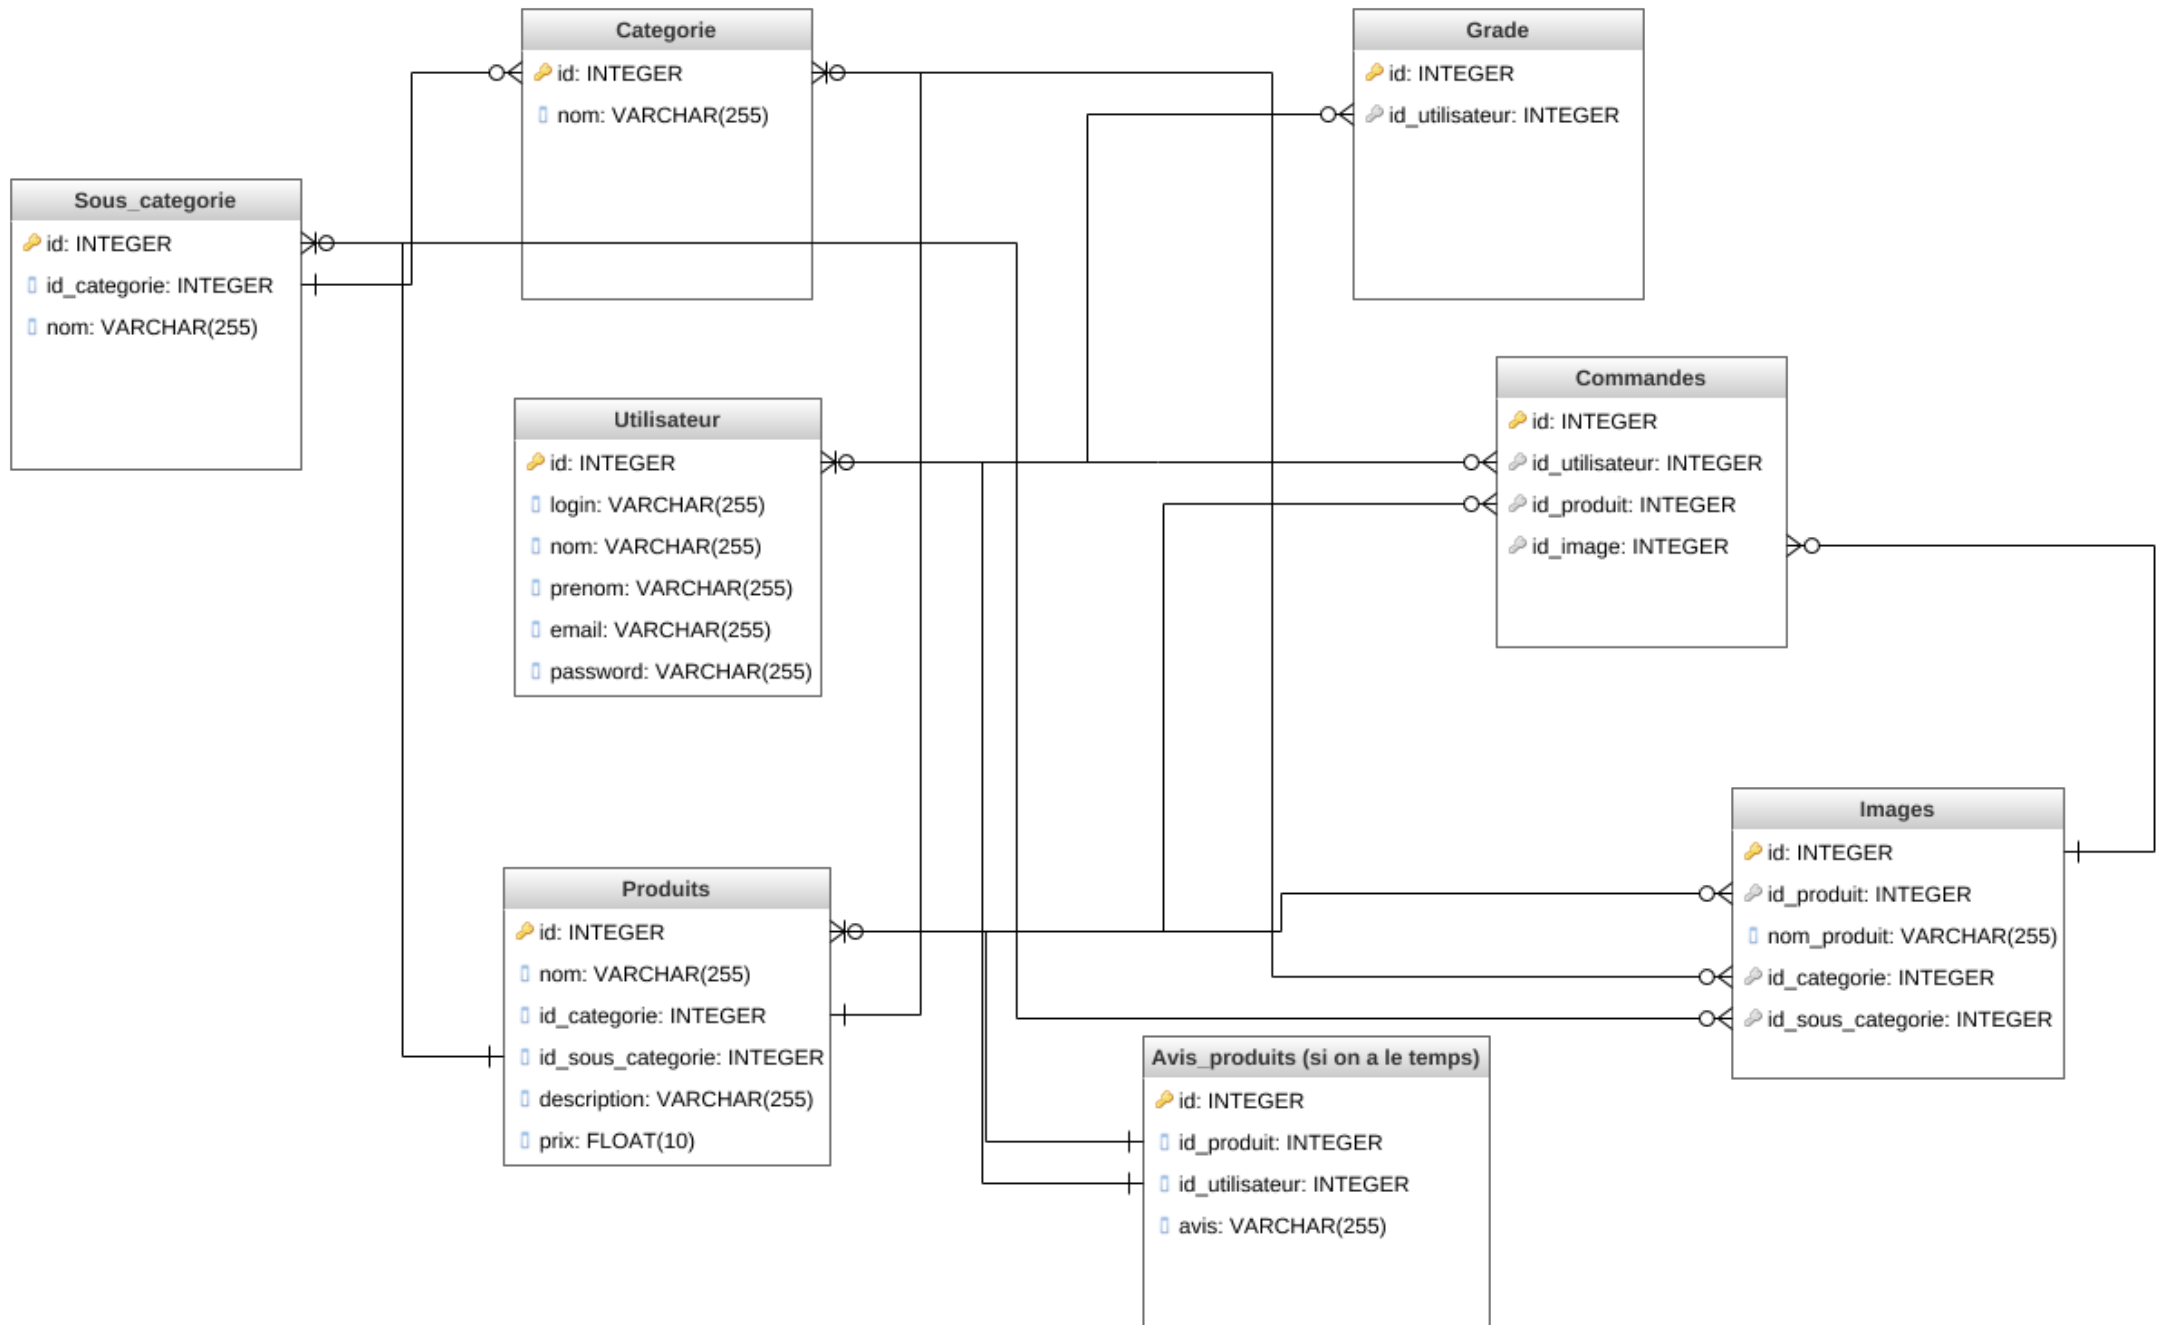 Categorie
id: INTEGER
nom: VARCHAR(255)
Grade
id: INTEGER
id_utilisateur: INTEGER
Sous_categorie
id: INTEGER
id_categorie: INTEGER
nom: VARCHAR(255)
Commandes
id: INTEGER
id_utilisateur: INTEGER
id_produit: INTEGER
id_image: INTEGER
Utilisateur
id: INTEGER
login: VARCHAR(255)
nom: VARCHAR(255)
prenom: VARCHAR(255)
email: VARCHAR(255)
password: VARCHAR(255)
Images
id: INTEGER
id_produit: INTEGER
nom_produit: VARCHAR(255)
id_categorie: INTEGER
id_sous_categorie: INTEGER
Produits
id: INTEGER
nom: VARCHAR(255)
id_categorie: INTEGER
id_sous_categorie: INTEGER
description: VARCHAR(255)
prix: FLOAT(10)
Avis_produits (si on a le temps)
id: INTEGER
id_produit: INTEGER
id_utilisateur: INTEGER
avis: VARCHAR(255)